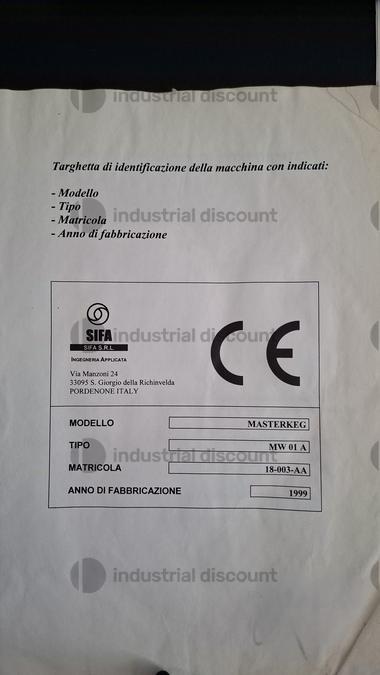 industrial discount
Targhetta di identificazione della macchina con indicati:
- Modello
- Tipo
- Matricola
- Anno di fabbricazione
industrial discount
SIFA
SIFA S.R.L.
INGEGNERIA APPLICATA
Via Manzoni 24
33095 S. Giorgio della Richinvelda
PORDENONE ITALY
CE
industrial discount
MODELLO MASTERKEG
TIPO MW 01 A
industrial discount
MATRICOLA 18-003-AA
ANNO DI FABBRICAZIONE 1999
industrial discount